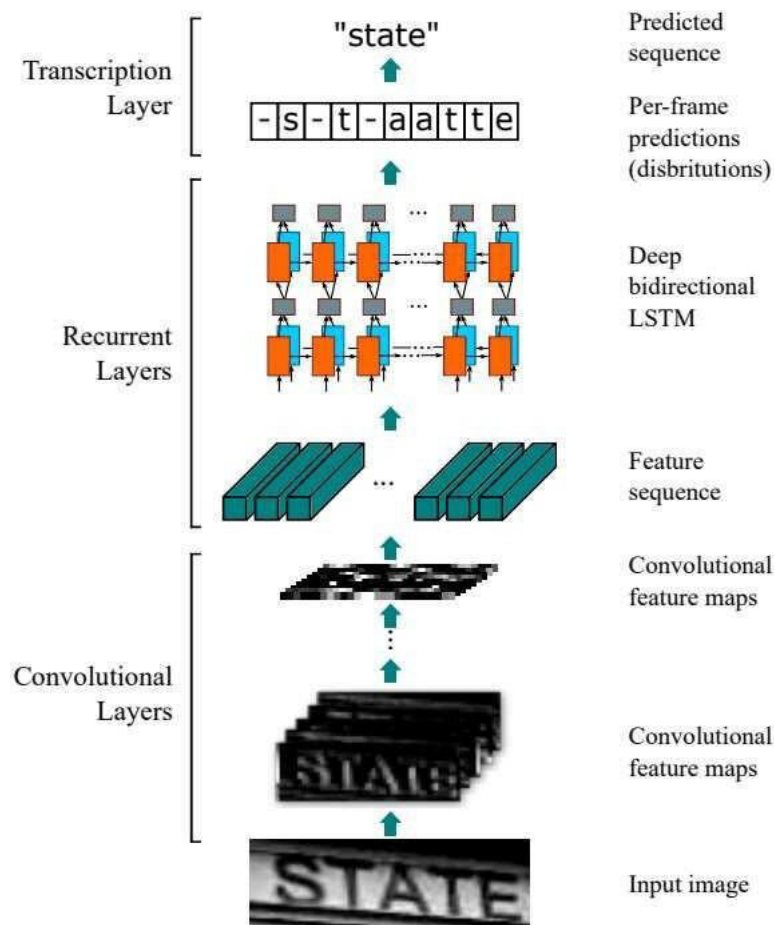 "state"
Predicted
sequence
Transcription
Layer
-s-t-aatte
Per-frame
predictions
(disbritutions)
...
Deep
bidirectional
LSTM
...
...
...
Recurrent
Layers
...
Feature
sequence
Convolutional
feature maps
...
Convolutional
Layers
STATE
Convolutional
feature maps
STATE
Input image